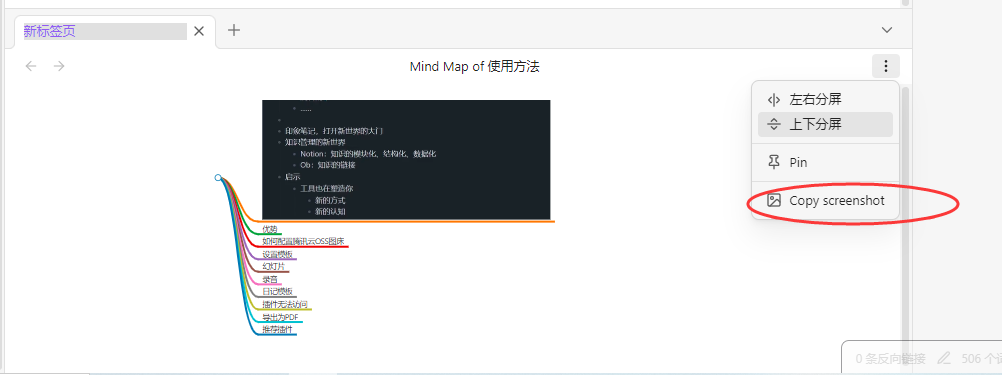 新标签页
Mind Map of 使用方法
左右分屏
上下分屏
Pin
Copy screenshot
......
印象笔记，打开新世界的大门
知识管理的新世界
Notion：知识的模块化、结构化、数据化
Ob：知识的链接
启示
工具也在塑造你
新的方式
新的认知
优势
如何配置腾讯云OSS图床
设置模板
幻灯片
录音
日记模板
插件无法访问
导出为PDF
推荐插件
0 条反向链接
506 个